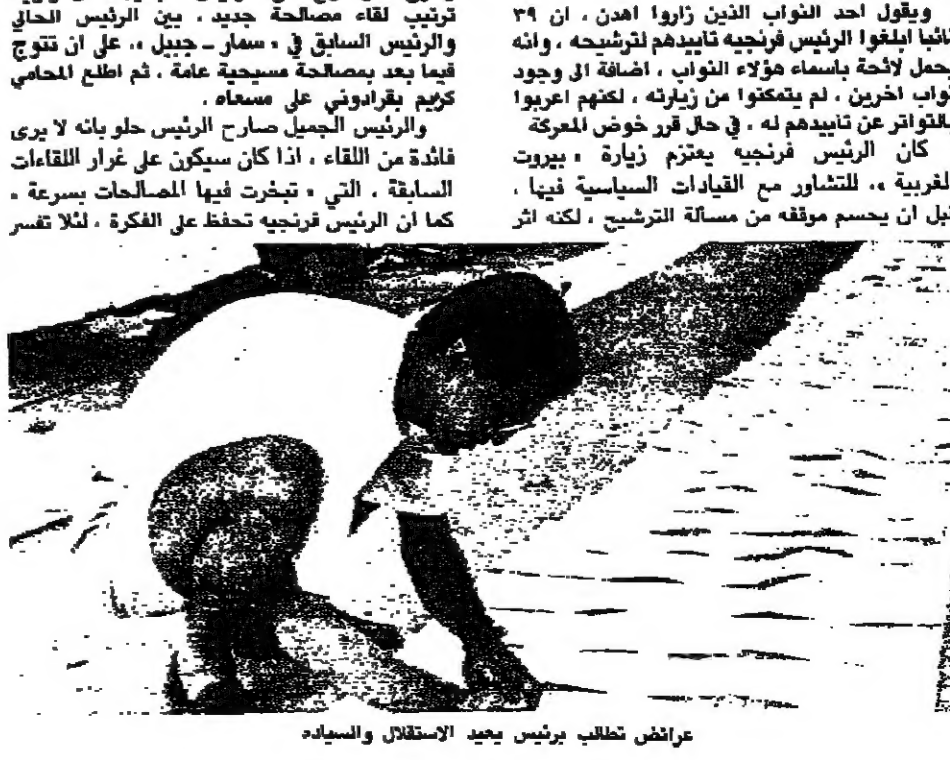 ويقول احد النواب الذين زاروا اهدن ، ان ٣٩
نائبا ابلغوا الرئيس فرنجيه تاييدهم لترشيحه ، وانه
يحمل لائحة باسماء هؤلاء النواب ، اضافة الى وجود
نواب اخرين ، لم يتمكنوا من زيارته ، لكنهم اعربوا
بالتواتر عن تاييدهم له ، في حال قرر خوض المعركة
كان الرئيس فرنجيه يعتزم زيارة « بيروت
الغربية »، للتشاور مع القيادات السياسية فيها ،
قبل ان يحسم موقفه من مسألة الترشيح ، لكنه اثر
ترتيب لقاء مصالحة جديد ، بين الرئيس الحالي
والرئيس السابق في « سمار ـ جبيل »، على ان تتوج
فيما بعد بمصالحة مسيحية عامة ، ثم اطلع المحامي
كريم بقرادوني على مسعاه .
والرئيس الجميل صارح الرئيس حلو بانه لا يرى
فائدة من اللقاء ، اذا كان سيكون على غرار اللقاءات
السابقة ، التي « تبخرت فيها المصالحات بسرعة »
كما ان الرئيس فرنجيه تحفظ على الفكرة ، لئلا تفسر
عرائض تطالب برئيس يعيد الاستقلال والسياده